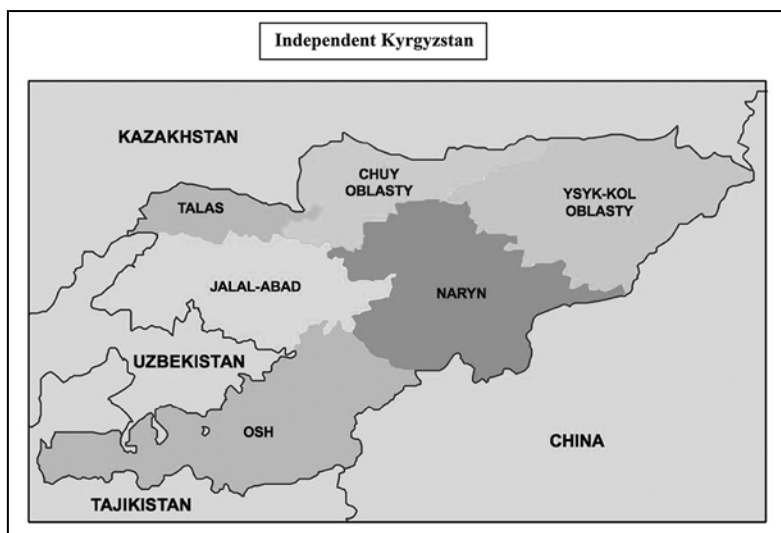 Independent Kyrgyzstan
KAZAKHSTAN
CHUY
OBLASTY
YSYK-KOL
OBLASTY
TALAS
JALAL-ABAD
NARYN
UZBEKISTAN
OSH
CHINA
TAJIKISTAN